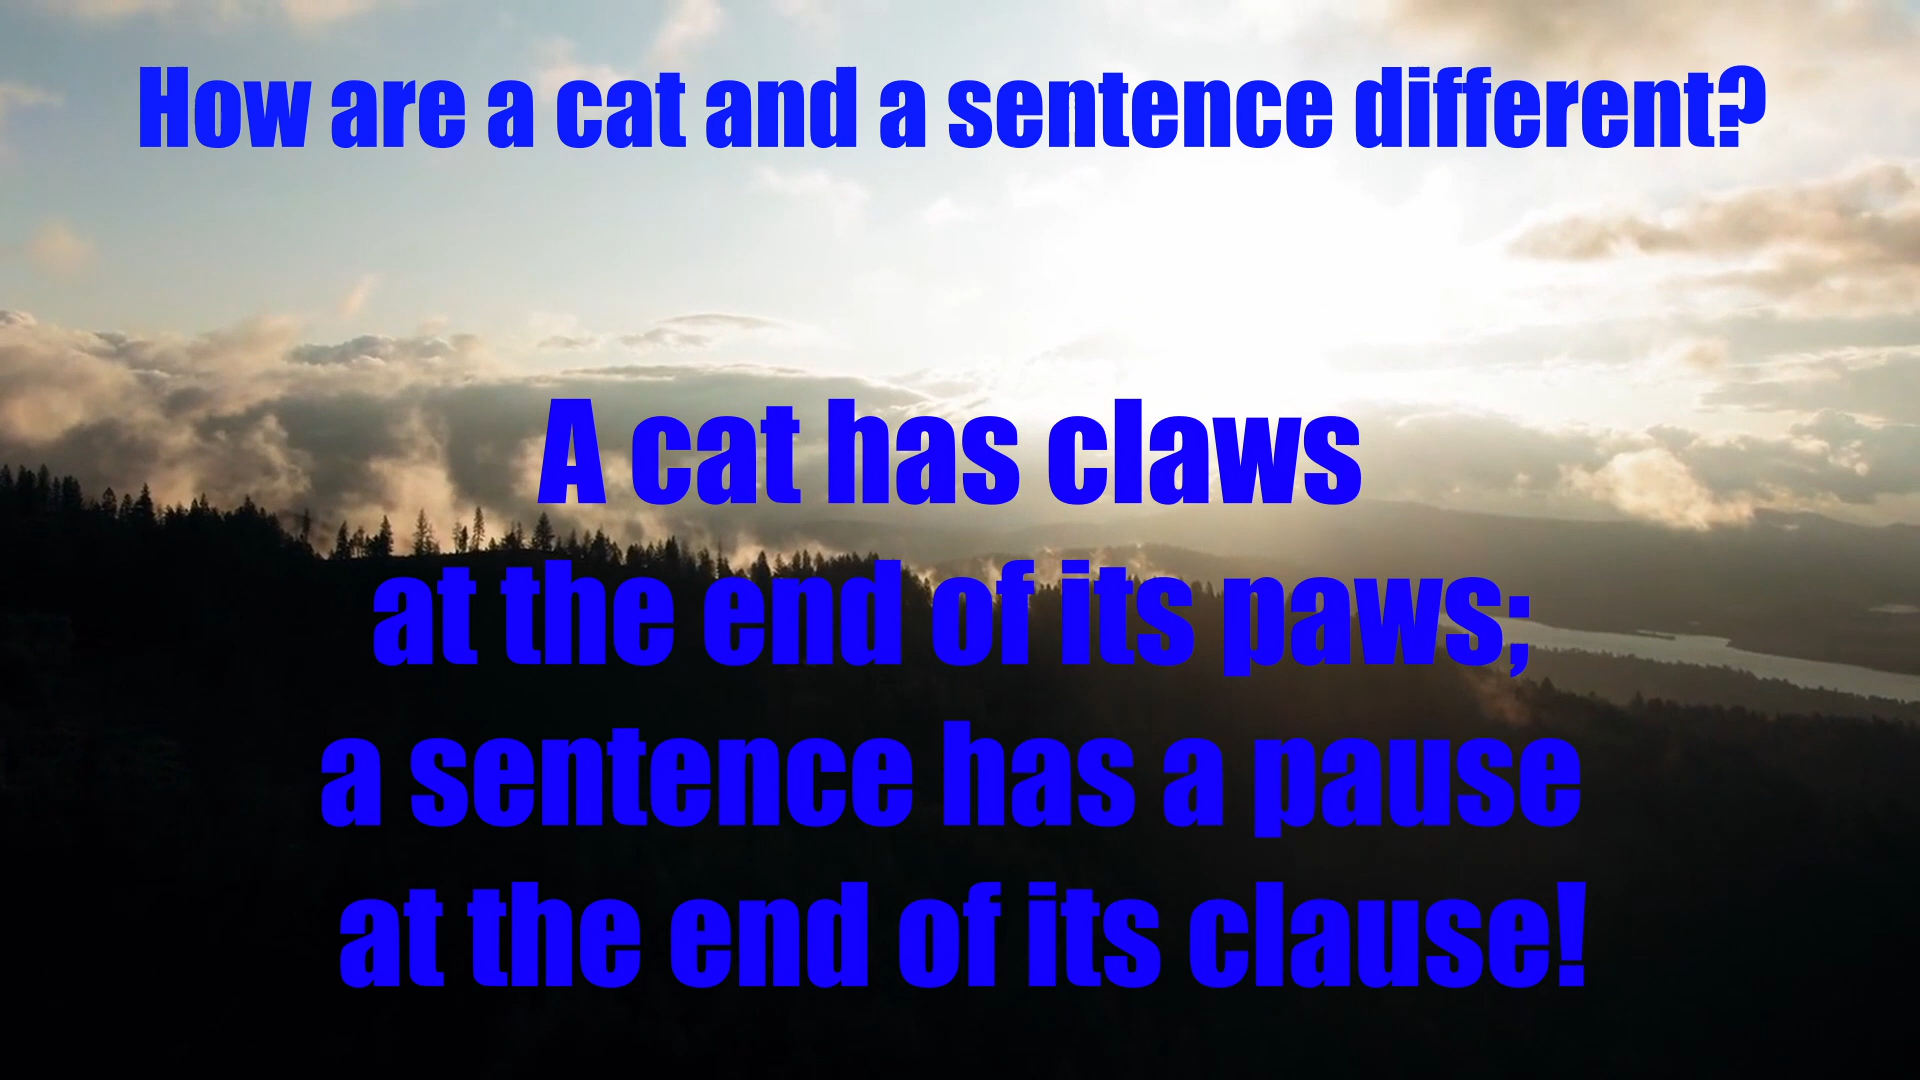 How are a cat and a sentence different?
A cat has claws
at the end of its paws;
a sentence has a pause
at the end of its clause!